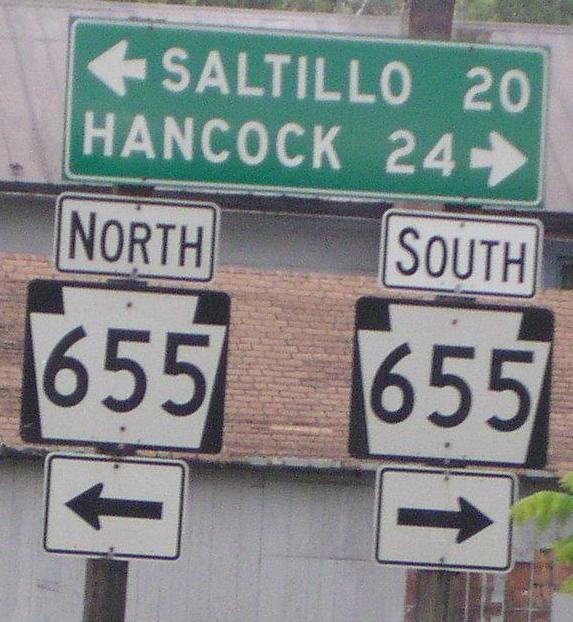 SALTILLO 20
HANCOCK 24
NORTH
655
SOUTH
655